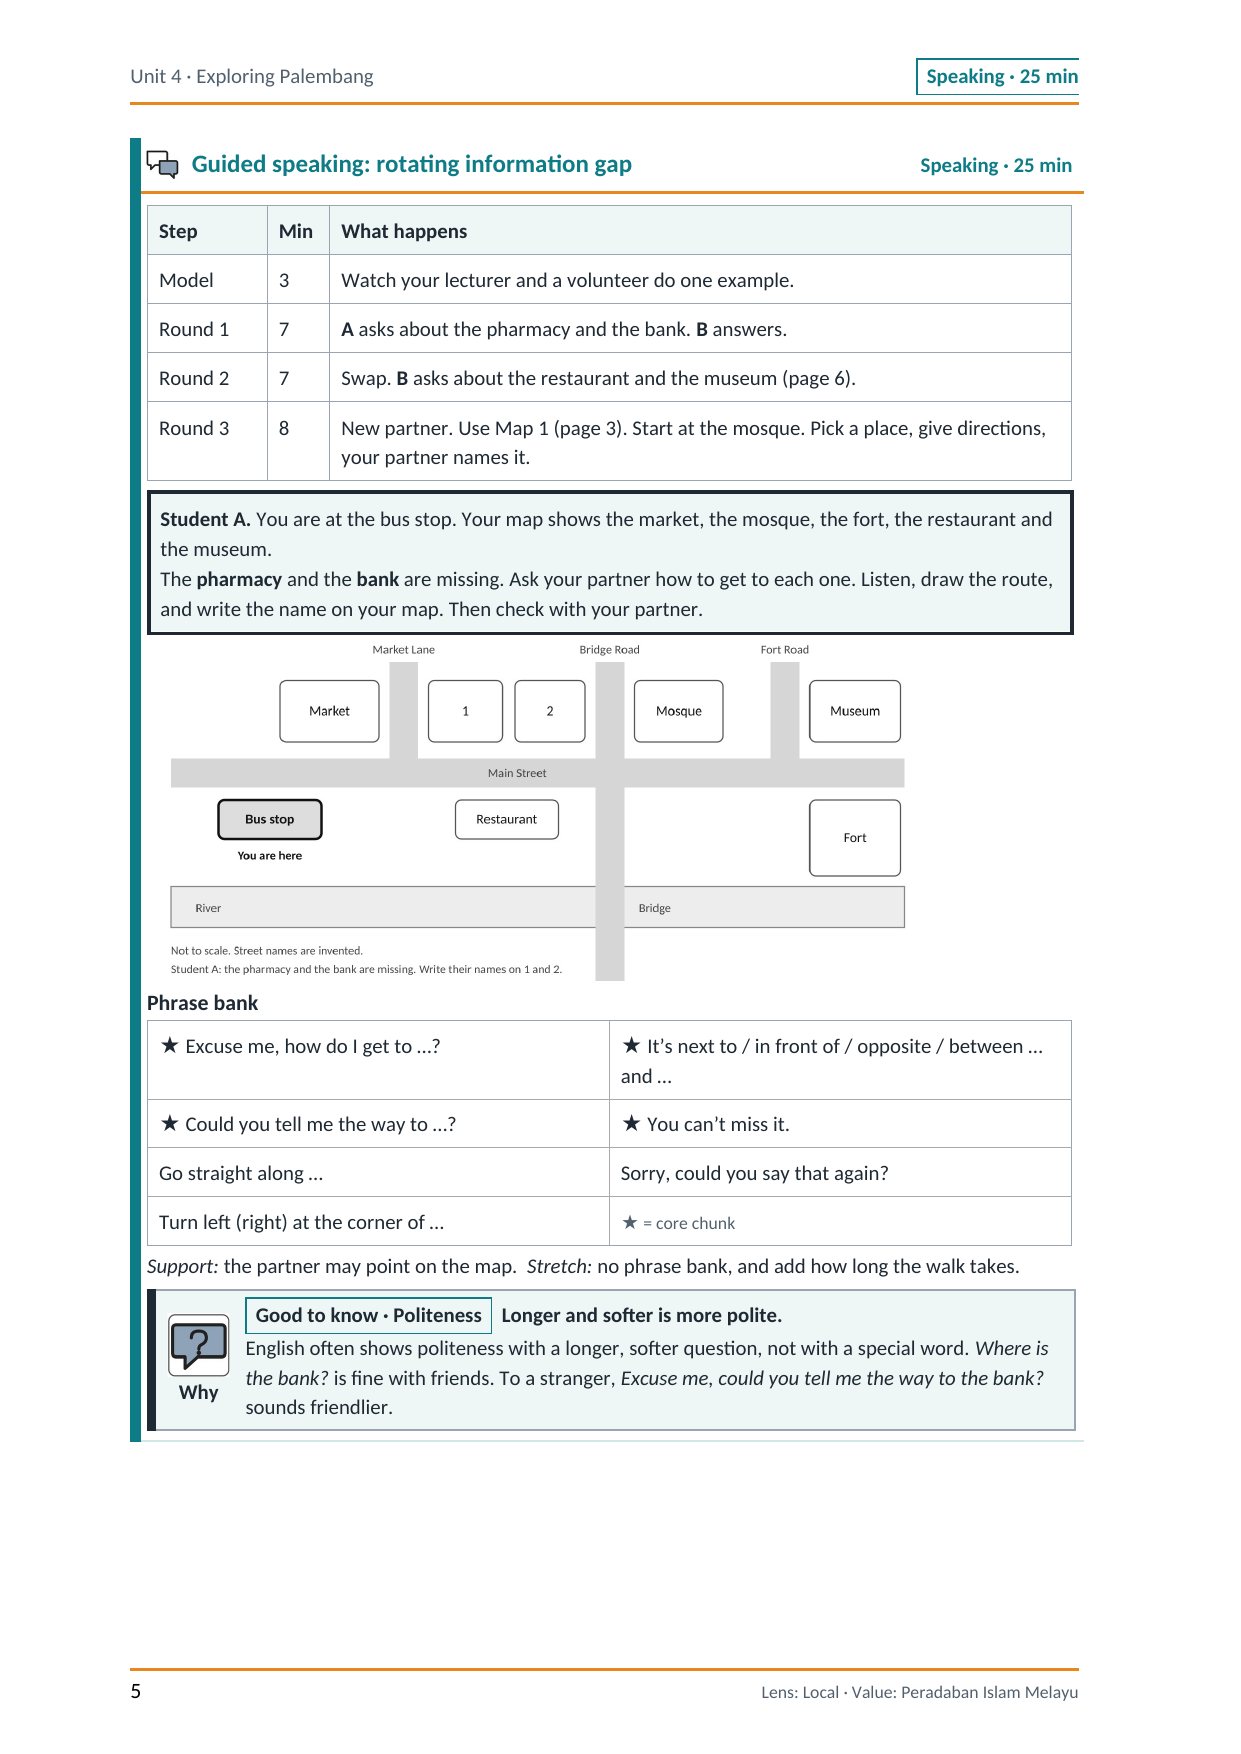 Unit 4 · Exploring Palembang
Speaking · 25 min
Guided speaking: rotating information gap
Speaking · 25 min
Step Min What happens
Model 3 Watch your lecturer and a volunteer do one example.
Round 1 7 A asks about the pharmacy and the bank. B answers.
Round 2 7 Swap. B asks about the restaurant and the museum (page 6).
Round 3 8 New partner. Use Map 1 (page 3). Start at the mosque. Pick a place, give directions,
your partner names it.
Student A. You are at the bus stop. Your map shows the market, the mosque, the fort, the restaurant and
the museum.
The pharmacy and the bank are missing. Ask your partner how to get to each one. Listen, draw the route,
and write the name on your map. Then check with your partner.
Market Lane Bridge Road Fort Road
Market 1 2 Mosque Museum
Main Street
Bus stop Restaurant Fort
You are here
River Bridge
Not to scale. Street names are invented.
Student A: the pharmacy and the bank are missing. Write their names on 1 and 2.
Phrase bank
★ Excuse me, how do I get to …?
★ It’s next to / in front of / opposite / between …
and …
★ Could you tell me the way to …?
★ You can’t miss it.
Go straight along …
Sorry, could you say that again?
Turn left (right) at the corner of …
★ = core chunk
Support: the partner may point on the map. Stretch: no phrase bank, and add how long the walk takes.
Good to know · Politeness Longer and softer is more polite.
English often shows politeness with a longer, softer question, not with a special word. Where is
the bank? is fine with friends. To a stranger, Excuse me, could you tell me the way to the bank?
sounds friendlier.
?
Why
5
Lens: Local · Value: Peradaban Islam Melayu